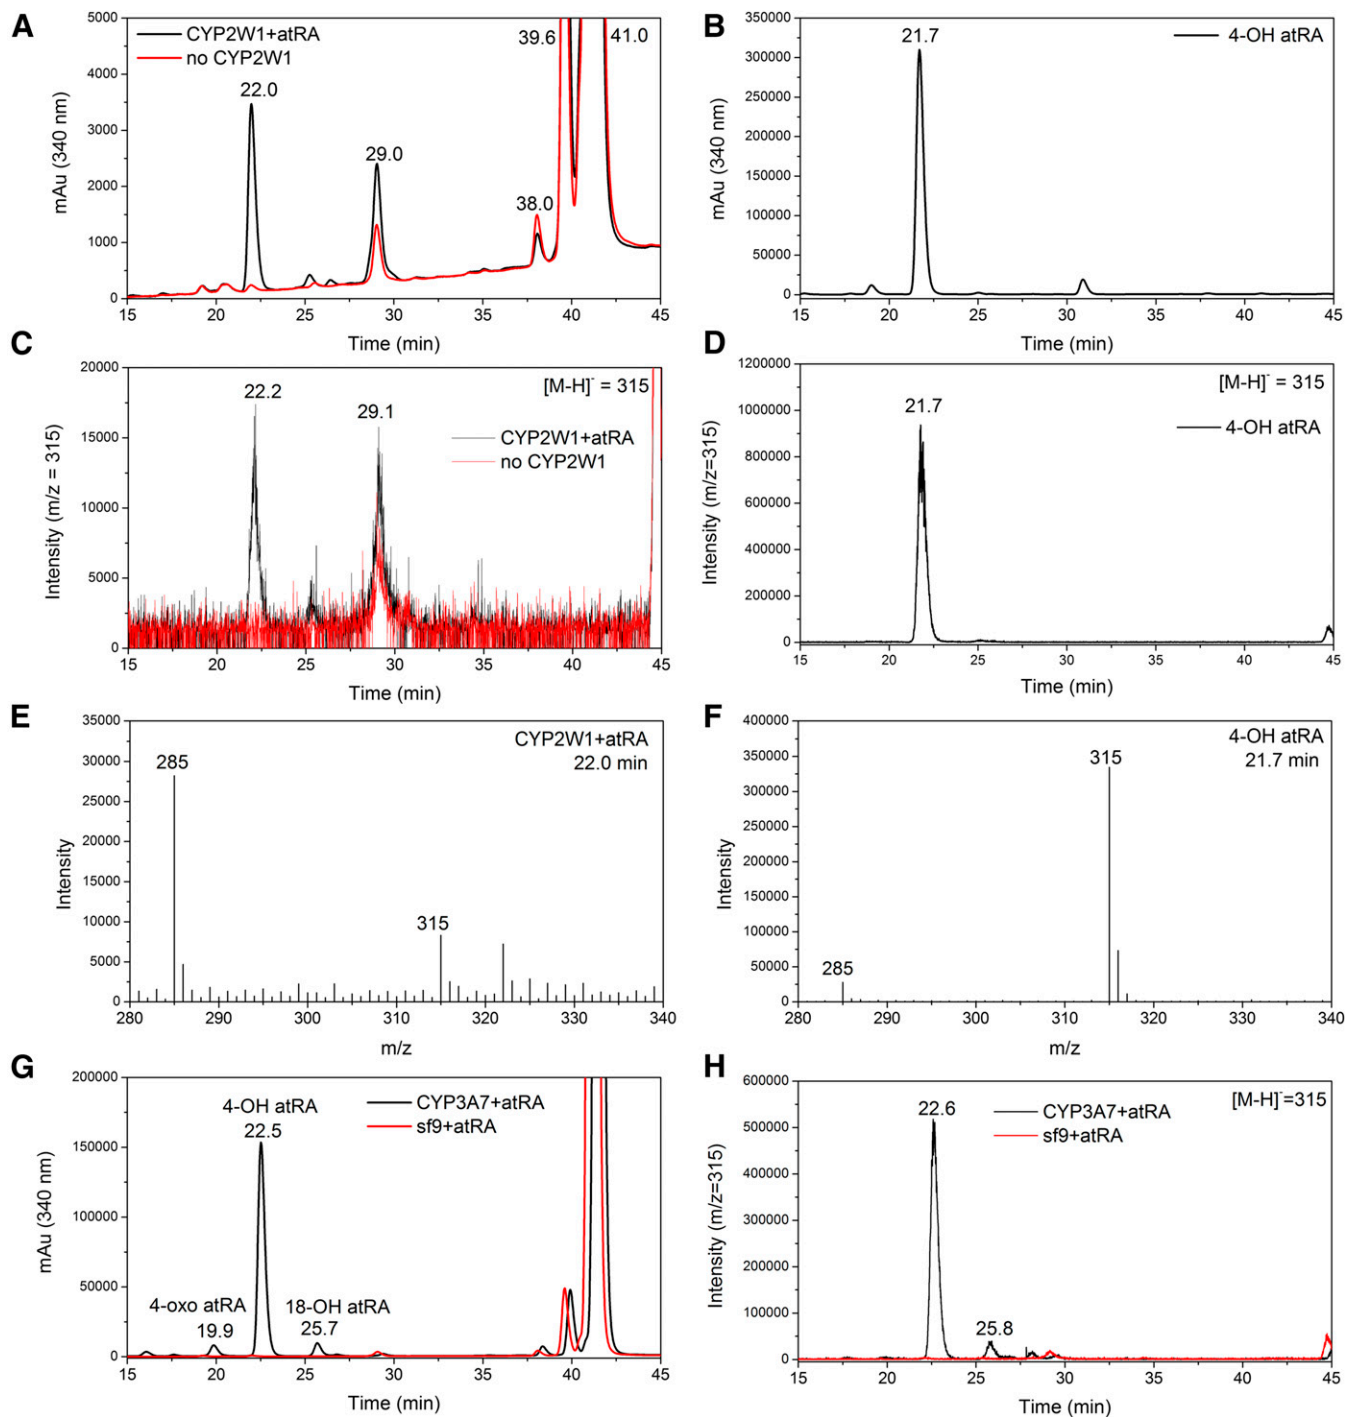 A
CYP2W1+atRA
no CYP2W1
22.0
29.0
38.0
39.6
41.0
5000
4000
3000
2000
1000
0
mAu (340 nm)
15 20 25 30 35 40 45
Time (min)
B
4-OH atRA
21.7
350000
300000
250000
200000
150000
100000
50000
0
mAu (340 nm)
15 20 25 30 35 40 45
Time (min)
C
[M-H]⁻ = 315
22.2
29.1
CYP2W1+atRA
no CYP2W1
20000
15000
10000
5000
0
Intensity (m/z = 315)
15 20 25 30 35 40 45
Time (min)
D
[M-H]⁻ = 315
21.7
4-OH atRA
1200000
1000000
800000
600000
400000
200000
0
Intensity (m/z=315)
15 20 25 30 35 40 45
Time (min)
E
CYP2W1+atRA
22.0 min
285
315
35000
30000
25000
20000
15000
10000
5000
0
Intensity
280 290 300 310 320 330 340
m/z
F
4-OH atRA
21.7 min
315
285
400000
350000
300000
250000
200000
150000
100000
50000
0
Intensity
280 290 300 310 320 330 340
m/z
G
CYP3A7+atRA
sf9+atRA
4-OH atRA
22.5
4-oxo atRA
19.9
18-OH atRA
25.7
200000
150000
100000
50000
0
mAu (340 nm)
15 20 25 30 35 40 45
Time (min)
H
[M-H]⁻=315
CYP3A7+atRA
sf9+atRA
22.6
25.8
600000
500000
400000
300000
200000
100000
0
Intensity (m/z=315)
15 20 25 30 35 40 45
Time (min)